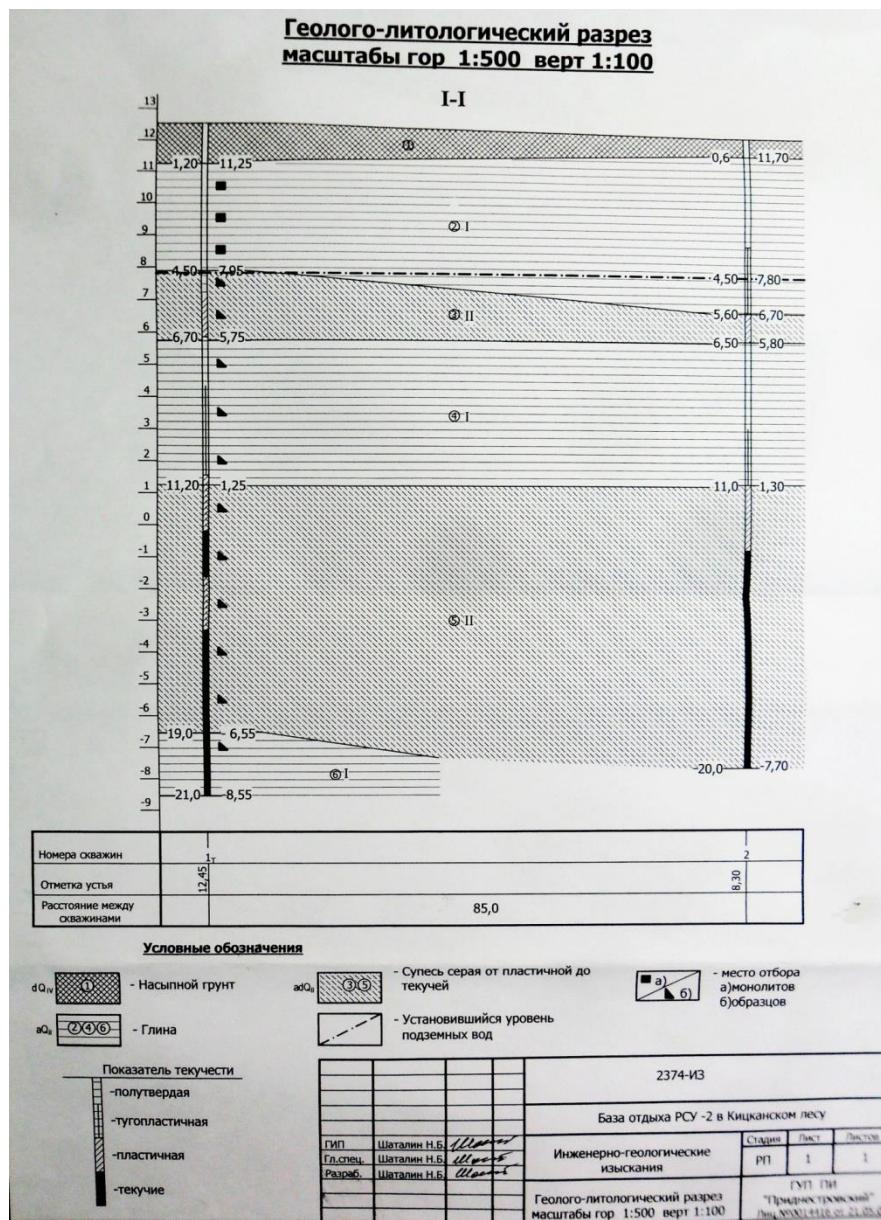 Геолого-литологический разрез
масштабы гор 1:500 верт 1:100
I-I
13
12
11
10
9
8
7
6
5
4
3
2
1
0
-1
-2
-3
-4
-5
-6
-7
-8
-9
①
1,20 11,25 0,6 11,70
② I
4,50 7,95 4,50 7,80
③ II 5,60 6,70
6,70 5,75 6,50 5,80
④ I
11,20 1,25 11,0 1,30
⑤ II
19,0 - 6,55
⑥ I -20,0 -7,70
21,0 -8,55
Номера скважин 1т 2
Отметка устья 12,45 8,30
Расстояние между 85,0
скважинами
Условные обозначения
dQIV ① - Насыпной грунт
adQII ③⑤ - Супесь серая от пластичной до
текучей
а) б) - место отбора
а)монолитов
б)образцов
aQII ②④⑥ - Глина
- Установившийся уровень
подземных вод
Показатель текучести
-полутвердая
-тугопластичная
-пластичная
-текучие
2374-ИЗ
База отдыха РСУ -2 в Кицканском лесу
ГИП Шаталин Н.Б.
Гл.спец. Шаталин Н.Б.
Разраб. Шаталин Н.Б.
Инженерно-геологические
изыскания
Стадия Лист Листов
РП 1 1
Геолого-литологический разрез
масштабы гор 1:500 верт 1:100
ГУП ПИ
"Приднестровский"